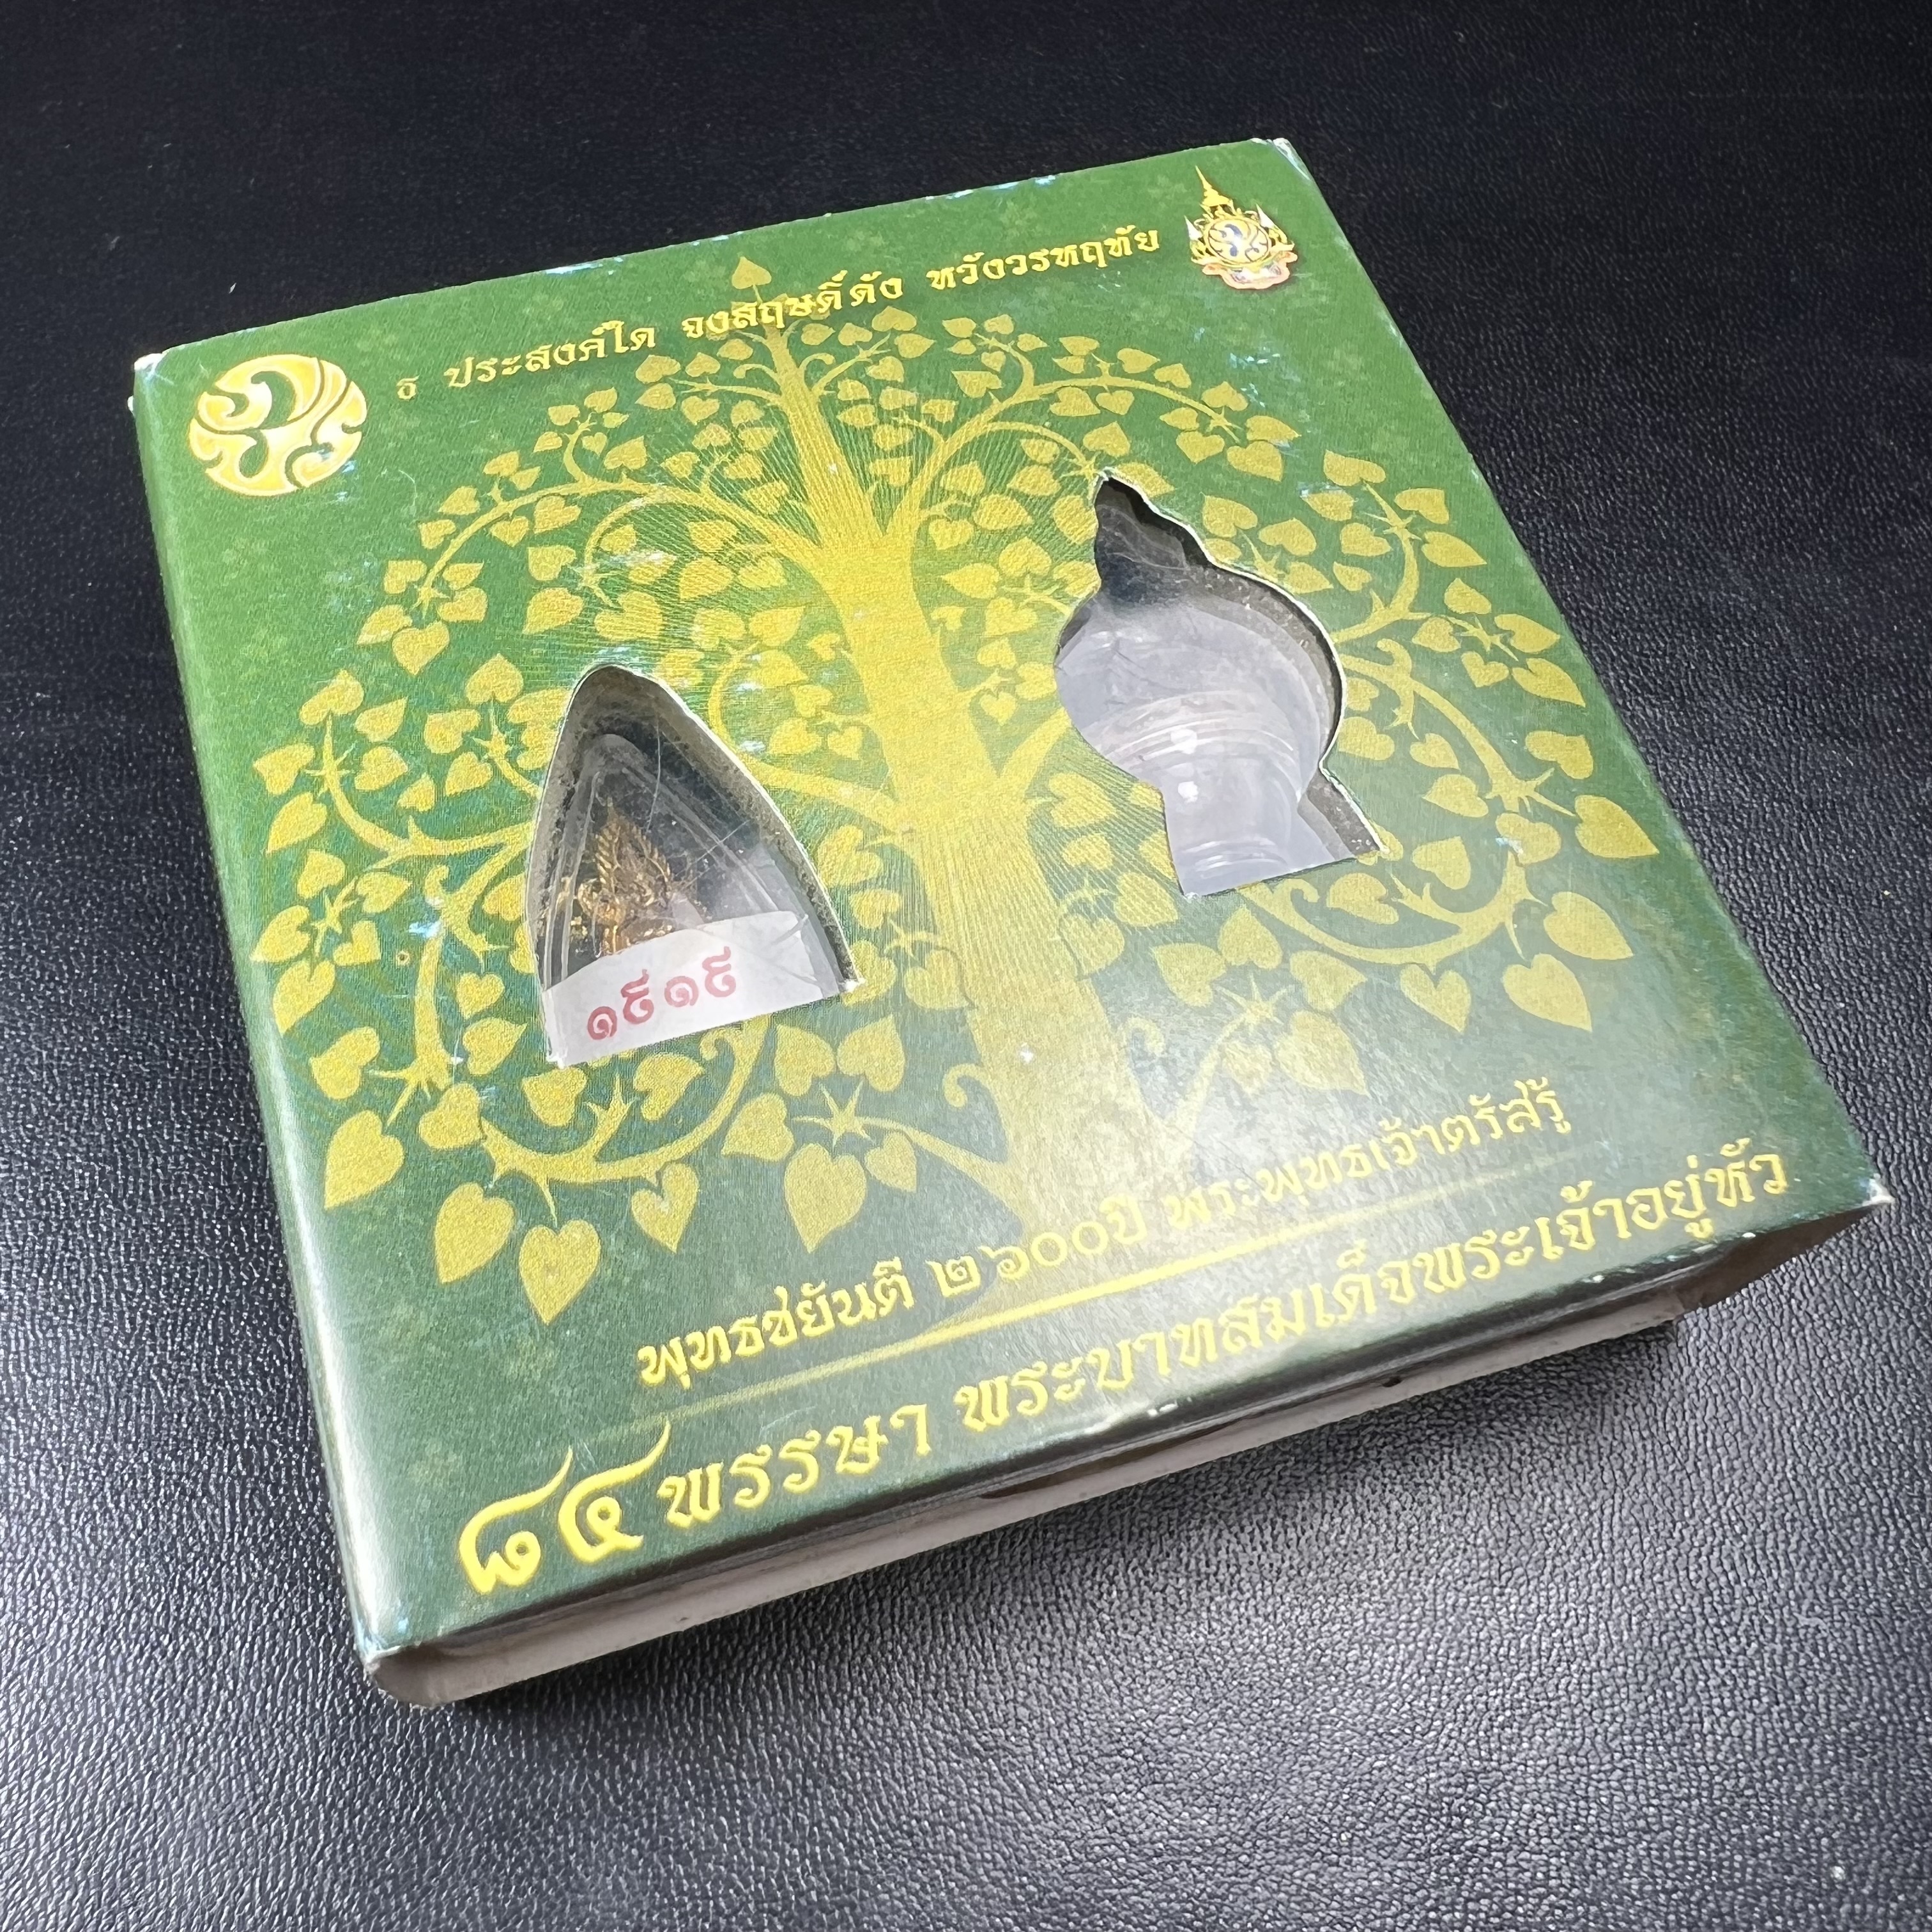 ธ ประสงค์ใด จงสฤษดิ์ดัง หวังวรหฤทัย
๑๙๑๙
พุทธชยันตี ๒๖๐๐ปี พระพุทธเจ้าตรัสรู้
๘๔ พรรษา พระบาทสมเด็จพระเจ้าอยู่หัว